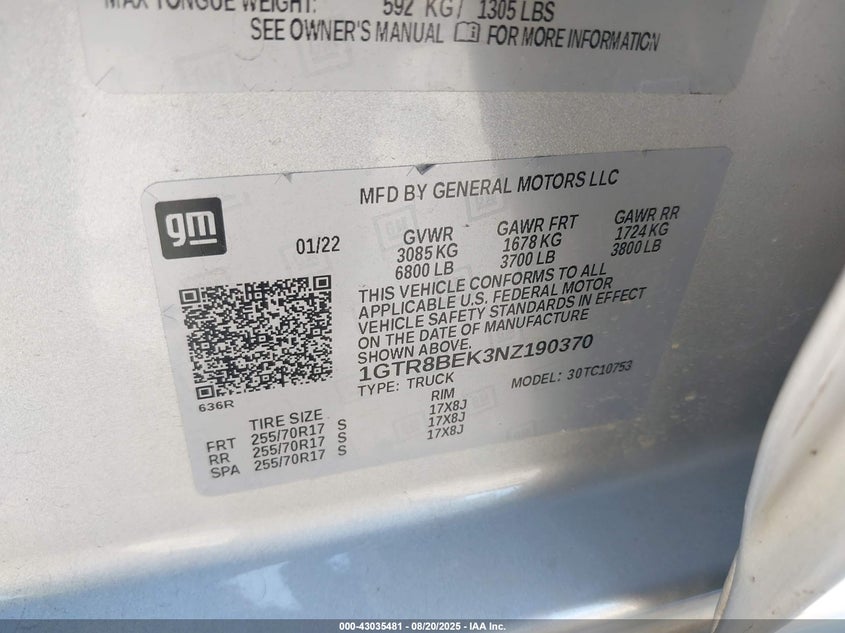 MAX TONGUE WEIGHT: 592 KG / 1305 LBS
SEE OWNER'S MANUAL FOR MORE INFORMATION
MFD BY GENERAL MOTORS LLC
gm
01/22
GVWR GAWR FRT GAWR RR
3085 KG 1678 KG 1724 KG
6800 LB 3700 LB 3800 LB
THIS VEHICLE CONFORMS TO ALL
APPLICABLE U.S. FEDERAL MOTOR
VEHICLE SAFETY STANDARDS IN EFFECT
ON THE DATE OF MANUFACTURE
SHOWN ABOVE.
1GTR8BEK3NZ190370
TYPE: TRUCK MODEL: 30TC10753
636R
TIRE SIZE RIM
FRT 255/70R17 S 17X8J
RR 255/70R17 S 17X8J
SPA 255/70R17 S 17X8J
000-43035481 - 08/20/2025 - IAA Inc.